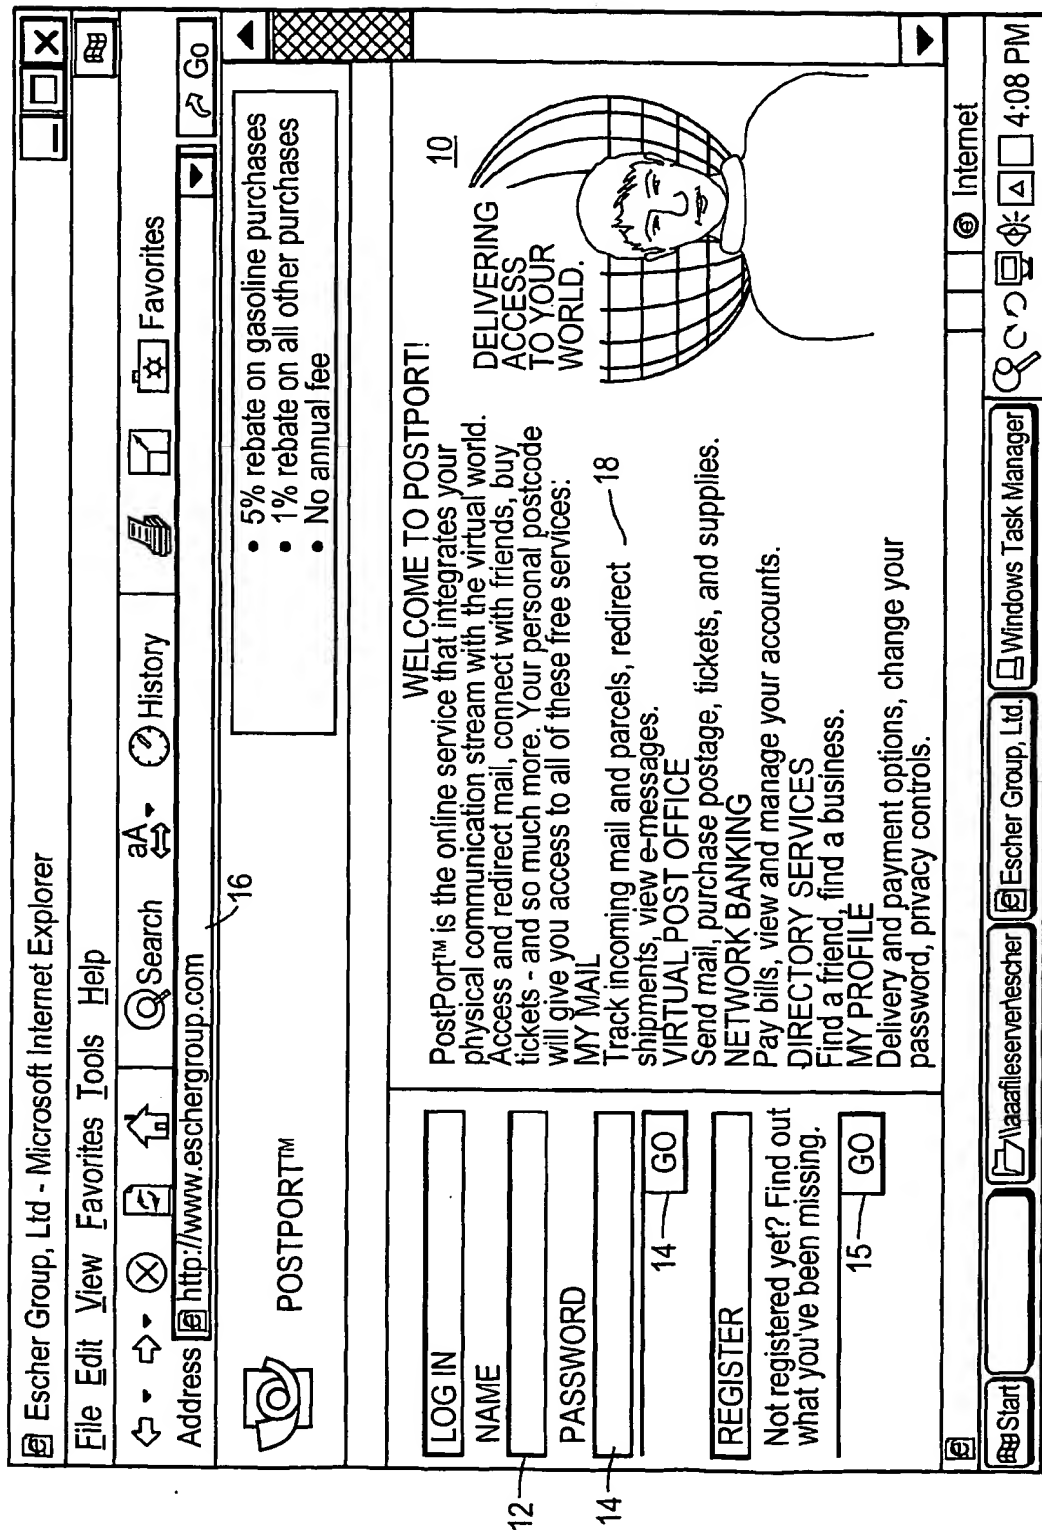 Escher Group, Ltd - Microsoft Internet Explorer
File Edit View Favorites Tools Help
Search aA History Favorites
Address http://www.eschergroup.com Go
16
POSTPORT™
• 5% rebate on gasoline purchases
• 1% rebate on all other purchases
• No annual fee
LOG IN
NAME
12
PASSWORD
14
14
GO
REGISTER
Not registered yet? Find out
what you've been missing.
15
GO
WELCOME TO POSTPORT!
PostPort™ is the online service that integrates your
physical communication stream with the virtual world.
Access and redirect mail, connect with friends, buy
tickets - and so much more. Your personal postcode
will give you access to all of these free services:
MY MAIL
Track incoming mail and parcels, redirect
18
shipments, view e-messages.
VIRTUAL POST OFFICE
Send mail, purchase postage, tickets, and supplies.
NETWORK BANKING
Pay bills, view and manage your accounts.
DIRECTORY SERVICES
Find a friend, find a business.
MY PROFILE
Delivery and payment options, change your
password, privacy controls.
10
DELIVERING
ACCESS
TO YOUR
WORLD.
Internet
Start \\aaafileserver\escher Escher Group, Ltd. Windows Task Manager 4:08 PM